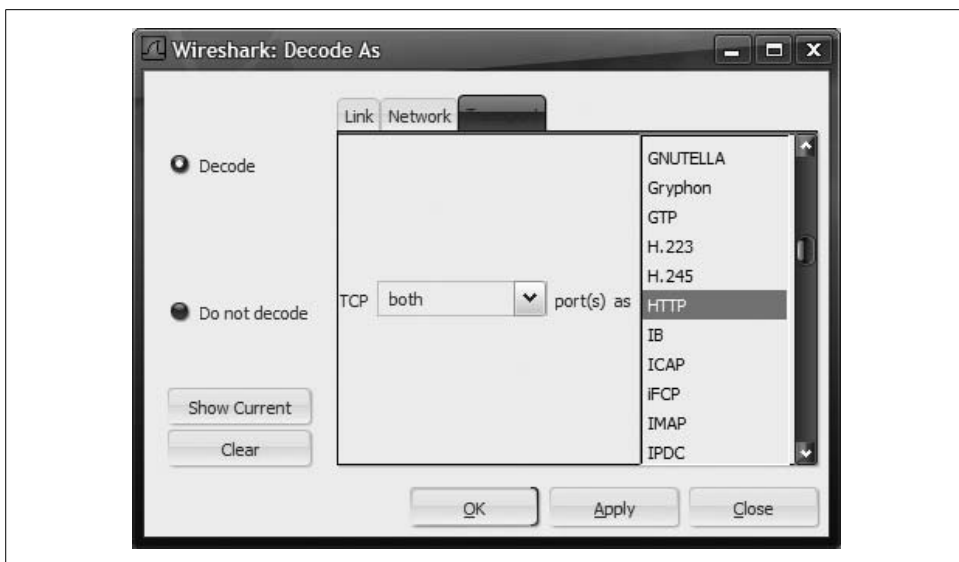 Wireshark: Decode As
Link Network
Decode
Do not decode
Show Current
Clear
TCP both port(s) as
GNUTELLA
Gryphon
GTP
H.223
H.245
HTTP
IB
ICAP
iFCP
IMAP
IPDC
OK Apply Close